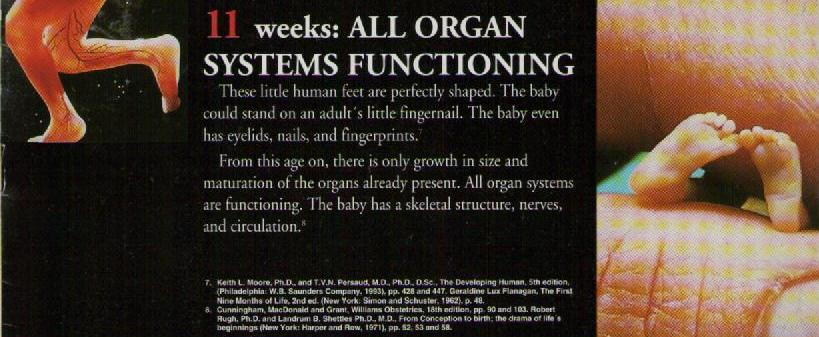 11 weeks: ALL ORGAN
SYSTEMS FUNCTIONING
These little human feet are perfectly shaped. The baby
could stand on an adult´s little fingernail. The baby even
has eyelids, nails, and fingerprints.7
From this age on, there is only growth in size and
maturation of the organs already present. All organ systems
are functioning. The baby has a skeletal structure, nerves,
and circulation.8
7. Keith L. Moore, Ph.D., and T.V.N. Persaud, M.D., Ph.D., D.Sc., The Developing Human, 5th edition,
(Philadelphia: W.B. Saunders Company, 1993), pp. 428 and 447. Geraldine Lux Flanagan, The First
Nine Months of Life, 2nd ed. (New York: Simon and Schuster, 1962), p. 48.
8. Cunningham, MacDonald and Grant, Williams Obstetrics, 18th edition, pp. 90 and 103. Robert
Rugh, Ph.D. and Landrum B. Shettles Ph.D., M.D., From Conception to birth; the drama of life´s
beginnings (New York: Harper and Row, 1971), pp. 52, 53 and 58.